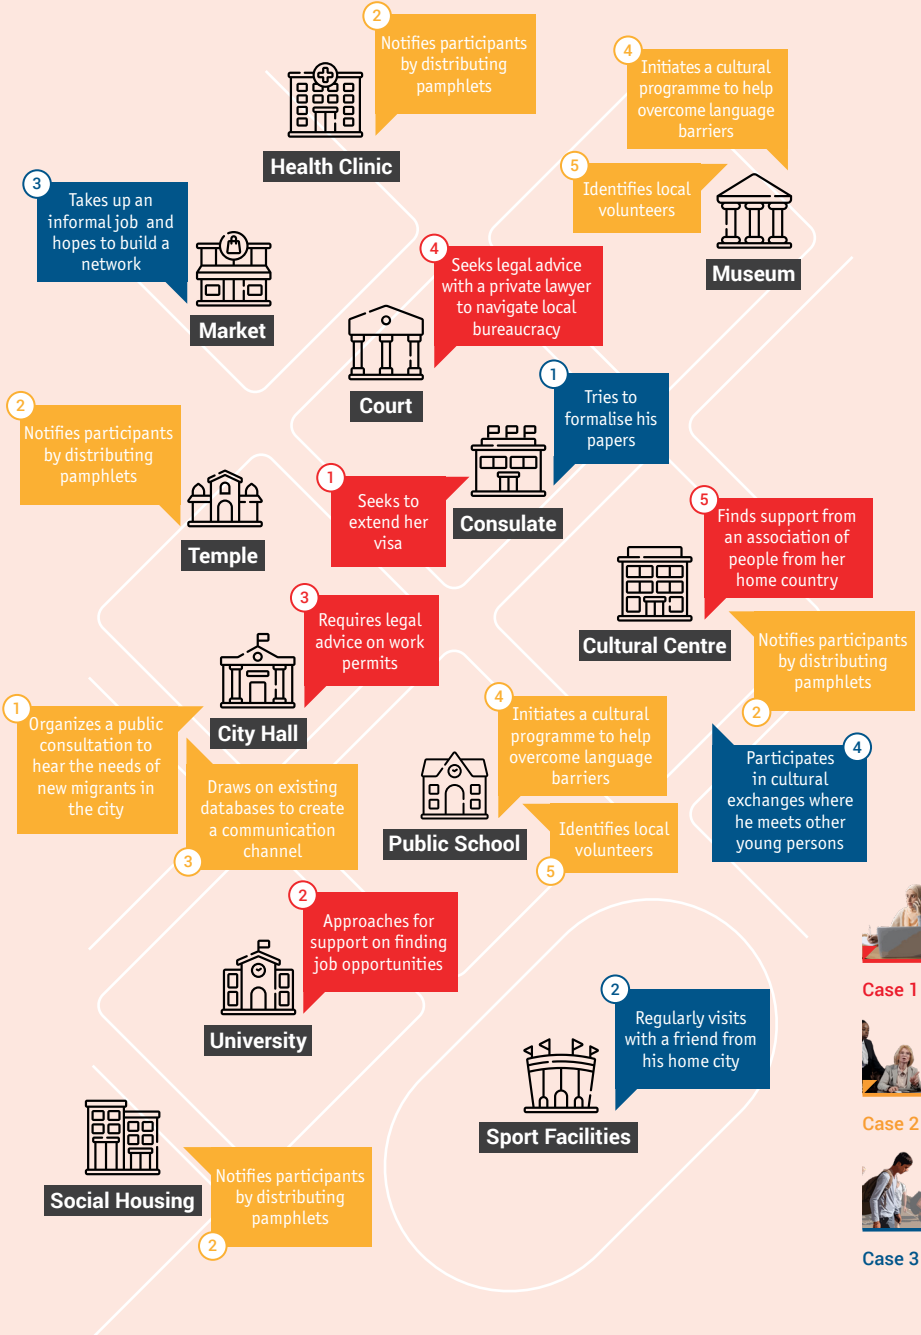 2
Notifies participants
by distributing
pamphlets
Health Clinic
4
Initiates a cultural
programme to help
overcome language
barriers
5
Identifies local
volunteers
Museum
3
Takes up an
informal job and
hopes to build a
network
Market
4
Seeks legal advice
with a private lawyer
to navigate local
bureaucracy
Court
1
Tries to
formalise his
papers
2
Notifies participants
by distributing
pamphlets
Temple
1
Seeks to
extend her
visa
Consulate
5
Finds support from
an association of
people from her
home country
Cultural Centre
Notifies participants
by distributing
pamphlets
2
3
Requires legal
advice on work
permits
City Hall
1
Organizes a public
consultation to
hear the needs of
new migrants in
the city
Draws on existing
databases to create
a communication
channel
3
4
Initiates a cultural
programme to help
overcome language
barriers
Public School
Identifies local
volunteers
5
4
Participates
in cultural
exchanges where
he meets other
young persons
2
Approaches for
support on finding
job opportunities
University
2
Regularly visits
with a friend from
his home city
Sport Facilities
Social Housing
Notifies participants
by distributing
pamphlets
2
Case 1
Case 2
Case 3